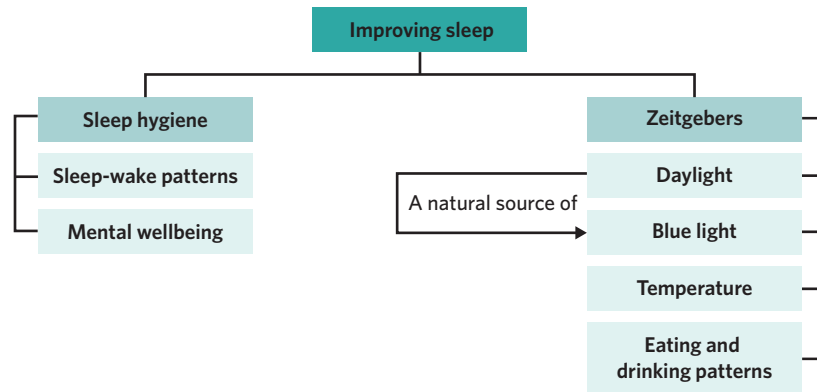 Improving sleep
Sleep hygiene
Sleep-wake patterns
Mental wellbeing
Zeitgebers
Daylight
A natural source of
Blue light
Temperature
Eating and
drinking patterns